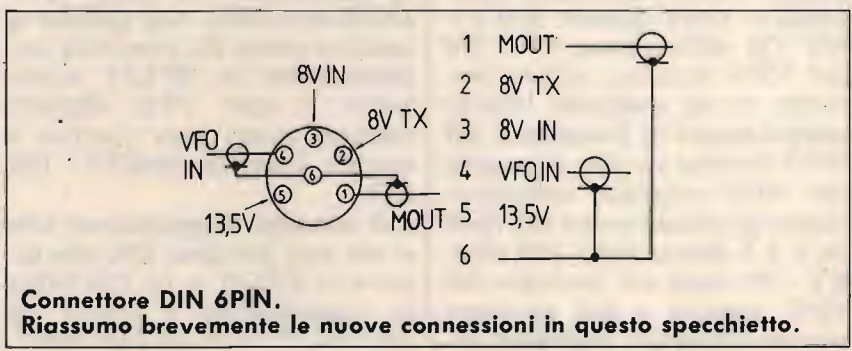 8V IN
8V TX
VFO
IN
3
4
2
6
5
1
13,5V
MOUT
1 MOUT
2 8V TX
3 8V IN
4 VFO IN
5 13,5V
6
Connettore DIN 6PIN.
Riassumo brevemente le nuove connessioni in questo specchietto.